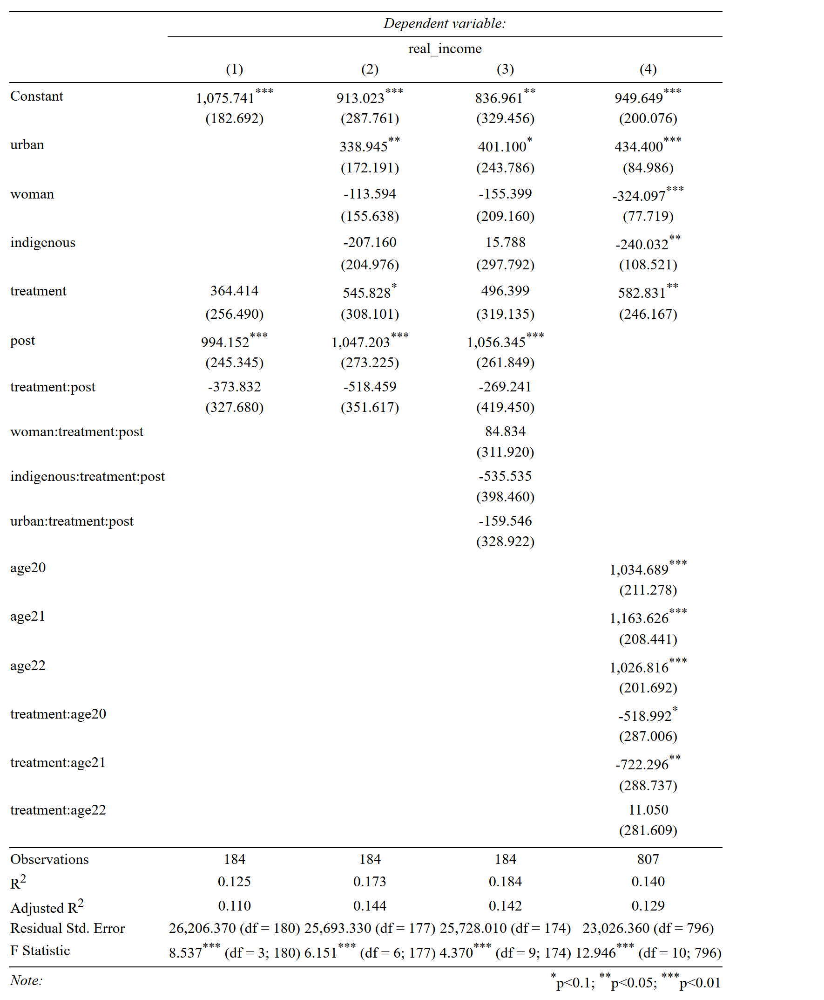 Dependent variable:
real_income
(1) (2) (3) (4)
Constant 1,075.741*** 913.023*** 836.961** 949.649***
(182.692) (287.761) (329.456) (200.076)
urban 338.945** 401.100* 434.400***
(172.191) (243.786) (84.986)
woman -113.594 -155.399 -324.097***
(155.638) (209.160) (77.719)
indigenous -207.160 15.788 -240.032**
(204.976) (297.792) (108.521)
treatment 364.414 545.828* 496.399 582.831**
(256.490) (308.101) (319.135) (246.167)
post 994.152*** 1,047.203*** 1,056.345***
(245.345) (273.225) (261.849)
treatment:post -373.832 -518.459 -269.241
(327.680) (351.617) (419.450)
woman:treatment:post 84.834
(311.920)
indigenous:treatment:post -535.535
(398.460)
urban:treatment:post -159.546
(328.922)
age20 1,034.689***
(211.278)
age21 1,163.626***
(208.441)
age22 1,026.816***
(201.692)
treatment:age20 -518.992*
(287.006)
treatment:age21 -722.296**
(288.737)
treatment:age22 11.050
(281.609)
Observations 184 184 184 807
R2 0.125 0.173 0.184 0.140
Adjusted R2 0.110 0.144 0.142 0.129
Residual Std. Error 26,206.370 (df = 180) 25,693.330 (df = 177) 25,728.010 (df = 174) 23,026.360 (df = 796)
F Statistic 8.537*** (df = 3; 180) 6.151*** (df = 6; 177) 4.370*** (df = 9; 174) 12.946*** (df = 10; 796)
Note: *p<0.1; **p<0.05; ***p<0.01